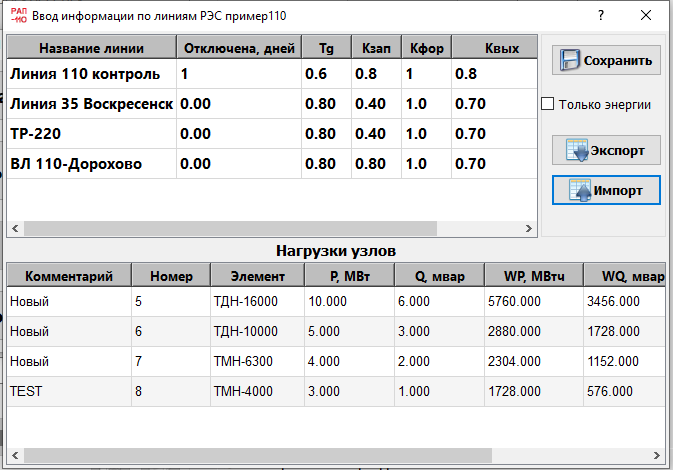 РАП
-110
Ввод информации по линиям РЭС пример110
Название линии Отключена, дней Tg Кзап Кфор Квых
Линия 110 контроль 1 0.6 0.8 1 0.8
Линия 35 Воскресенск 0.00 0.80 0.40 1.0 0.70
ТР-220 0.00 0.80 0.40 1.0 0.70
ВЛ 110-Дорохово 0.00 0.80 0.80 1.0 0.70
Сохранить
Только энергии
Экспорт
Импорт
Нагрузки узлов
Комментарий Номер Элемент P, МВт Q, мвар WP, МВтч WQ, мвар
Новый 5 ТДН-16000 10.000 6.000 5760.000 3456.000
Новый 6 ТДН-10000 5.000 3.000 2880.000 1728.000
Новый 7 ТМН-6300 4.000 2.000 2304.000 1152.000
TEST 8 ТМН-4000 3.000 1.000 1728.000 576.000